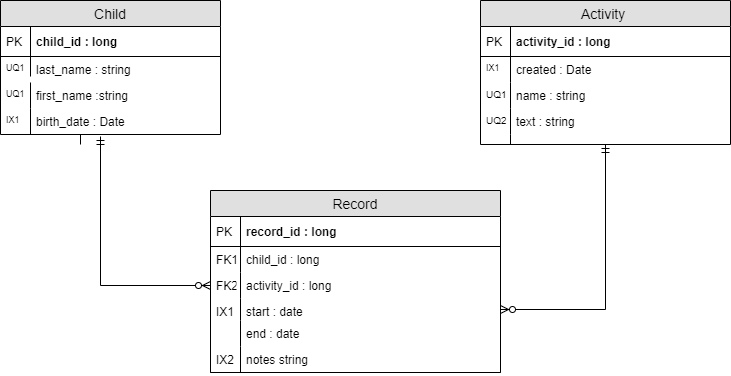 Child
PK child_id : long
UQ1 last_name : string
UQ1 first_name :string
IX1 birth_date : Date
Activity
PK activity_id : long
IX1 created : Date
UQ1 name : string
UQ2 text : string
Record
PK record_id : long
FK1 child_id : long
FK2 activity_id : long
IX1 start : date
end : date
IX2 notes string